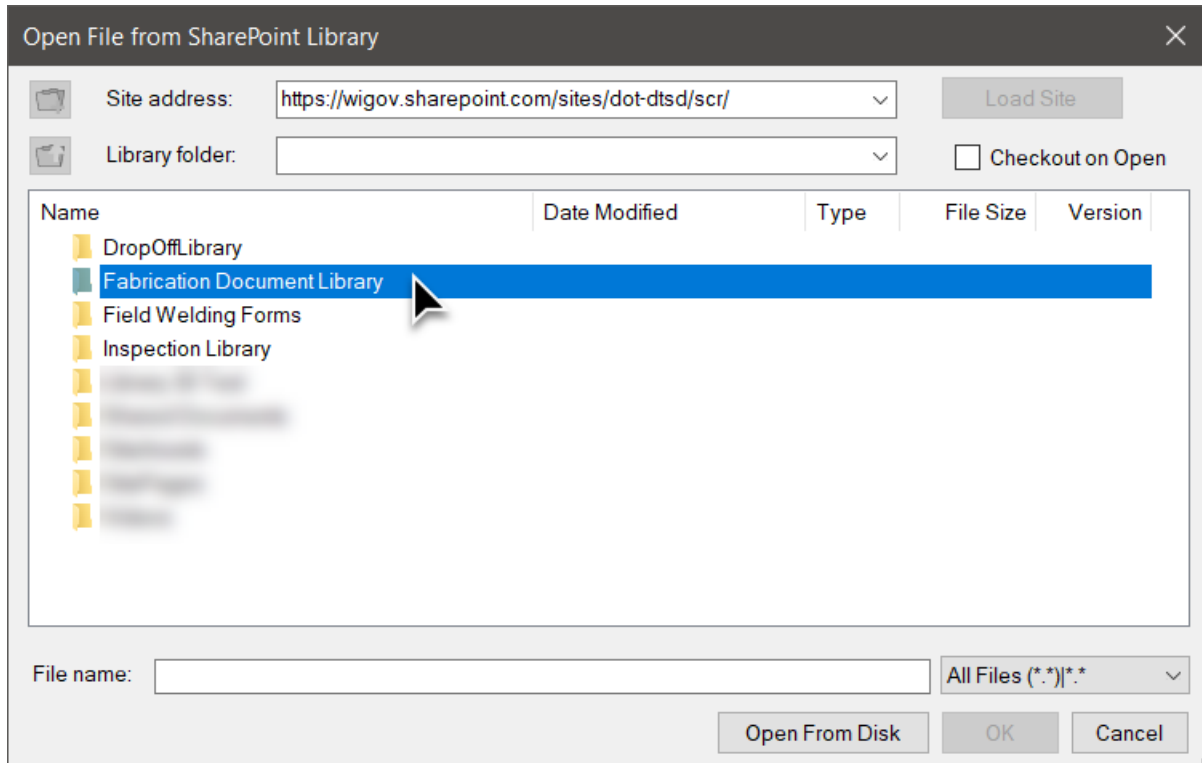 Open File from SharePoint Library
Site address: https://wigov.sharepoint.com/sites/dot-dtsd/scr/ Load Site
Library folder: Checkout on Open
Name Date Modified Type File Size Version
DropOffLibrary
Fabrication Document Library
Field Welding Forms
Inspection Library
File name: All Files (*.*)|*.*
Open From Disk OK Cancel